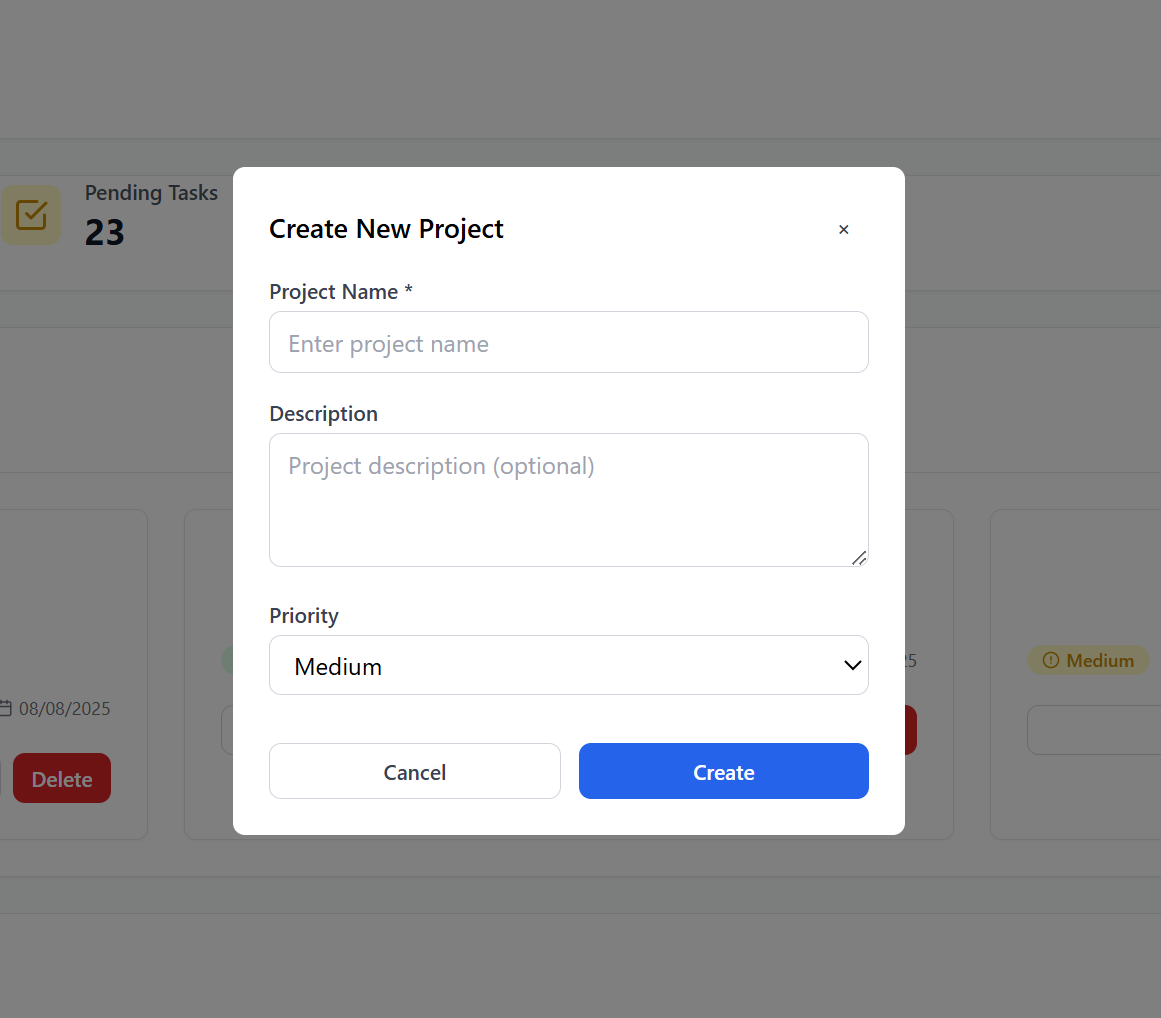 Pending Tasks
23
Create New Project
×
Project Name *
Enter project name
Description
Project description (optional)
Priority
Medium
Cancel
Create
08/08/2025
Delete
Medium